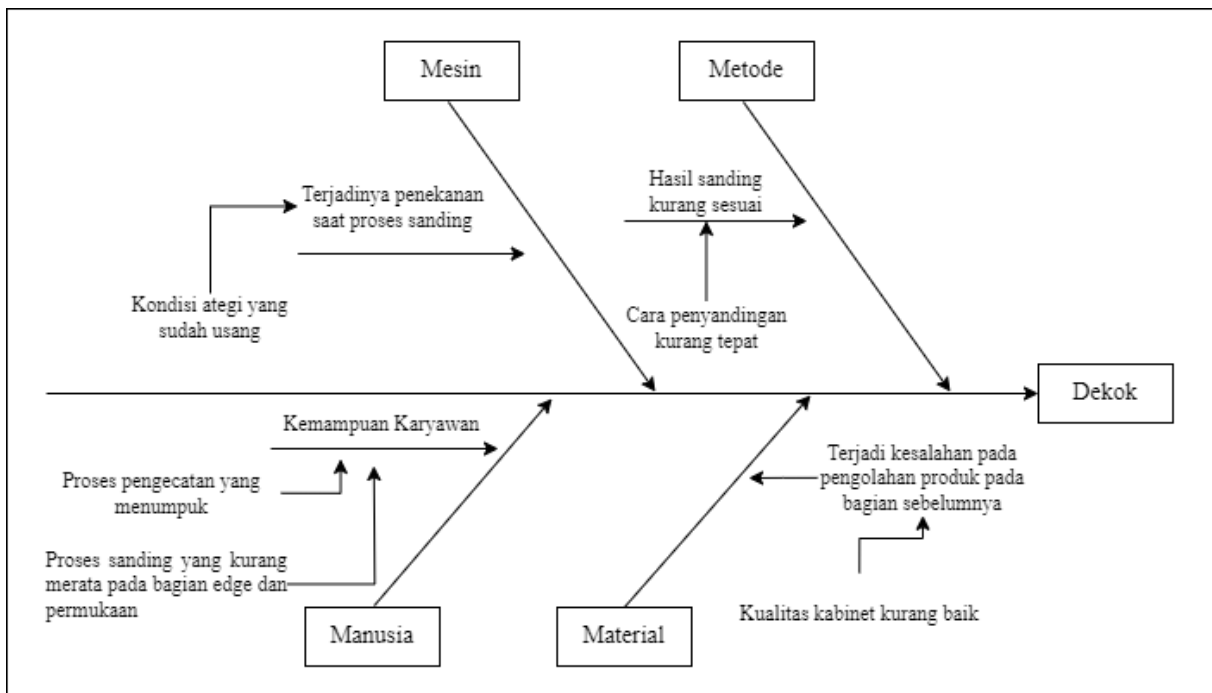 Mesin
Metode
Terjadinya penekanan
saat proses sanding
Hasil sanding
kurang sesuai
Kondisi ategi yang
sudah usang
Cara penyandingan
kurang tepat
Dekok
Kemampuan Karyawan
Proses pengecatan yang
menumpuk
Proses sanding yang kurang
merata pada bagian edge dan
permukaan
Terjadi kesalahan pada
pengolahan produk pada
bagian sebelumnya
Kualitas kabinet kurang baik
Manusia
Material